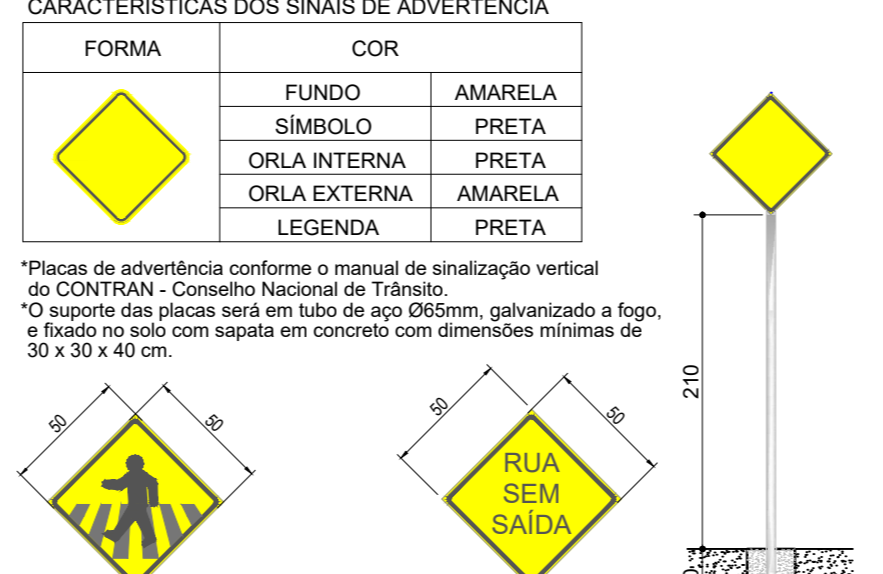 CARACTERÍSTICAS DOS SINAIS DE ADVERTÊNCIA
FORMA COR
FUNDO AMARELA
SÍMBOLO PRETA
ORLA INTERNA PRETA
ORLA EXTERNA AMARELA
LEGENDA PRETA
*Placas de advertência conforme o manual de sinalização vertical
do CONTRAN - Conselho Nacional de Trânsito.
*O suporte das placas será em tubo de aço Ø65mm, galvanizado a fogo,
e fixado no solo com sapata em concreto com dimensões mínimas de
30 x 30 x 40 cm.
50
50
50
50
RUA
SEM
SAÍDA
210